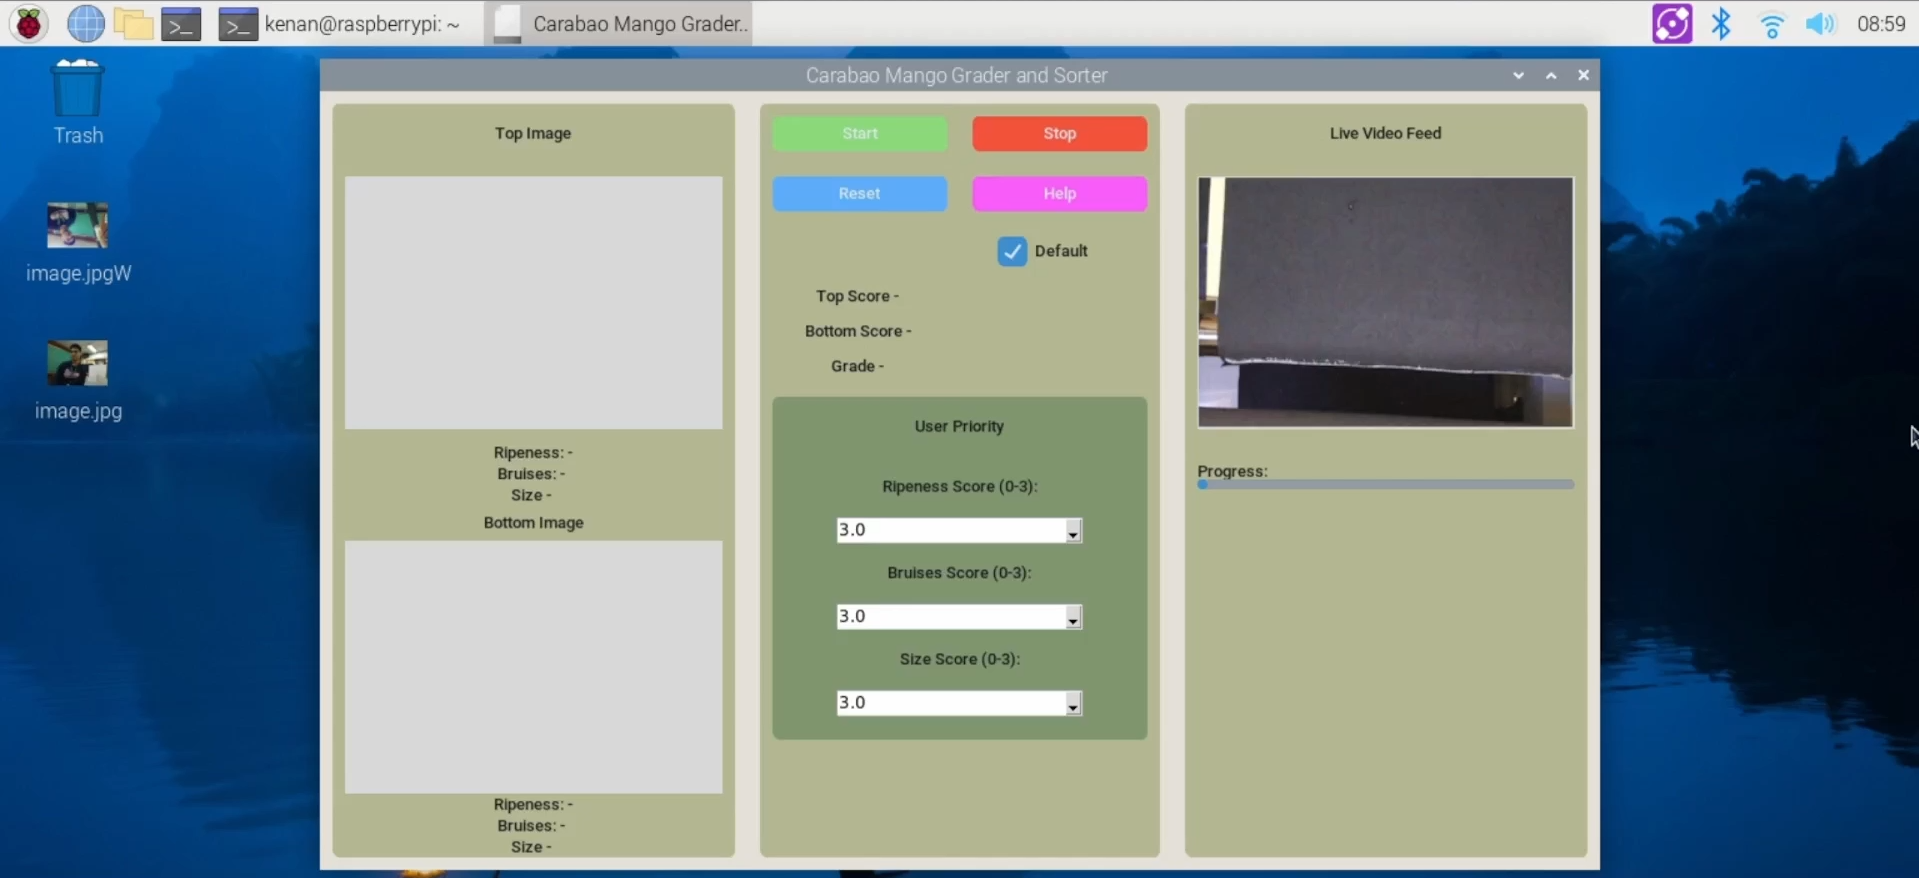 kenan@raspberrypi: ~
Carabao Mango Grader..
08:59
Trash
image.jpgW
image.jpg
Carabao Mango Grader and Sorter
Top Image
Ripeness: -
Bruises: -
Size -
Bottom Image
Ripeness: -
Bruises: -
Size -
Start
Stop
Reset
Help
Default
Top Score -
Bottom Score -
Grade -
User Priority
Ripeness Score (0-3):
3.0
Bruises Score (0-3):
3.0
Size Score (0-3):
3.0
Live Video Feed
Progress: